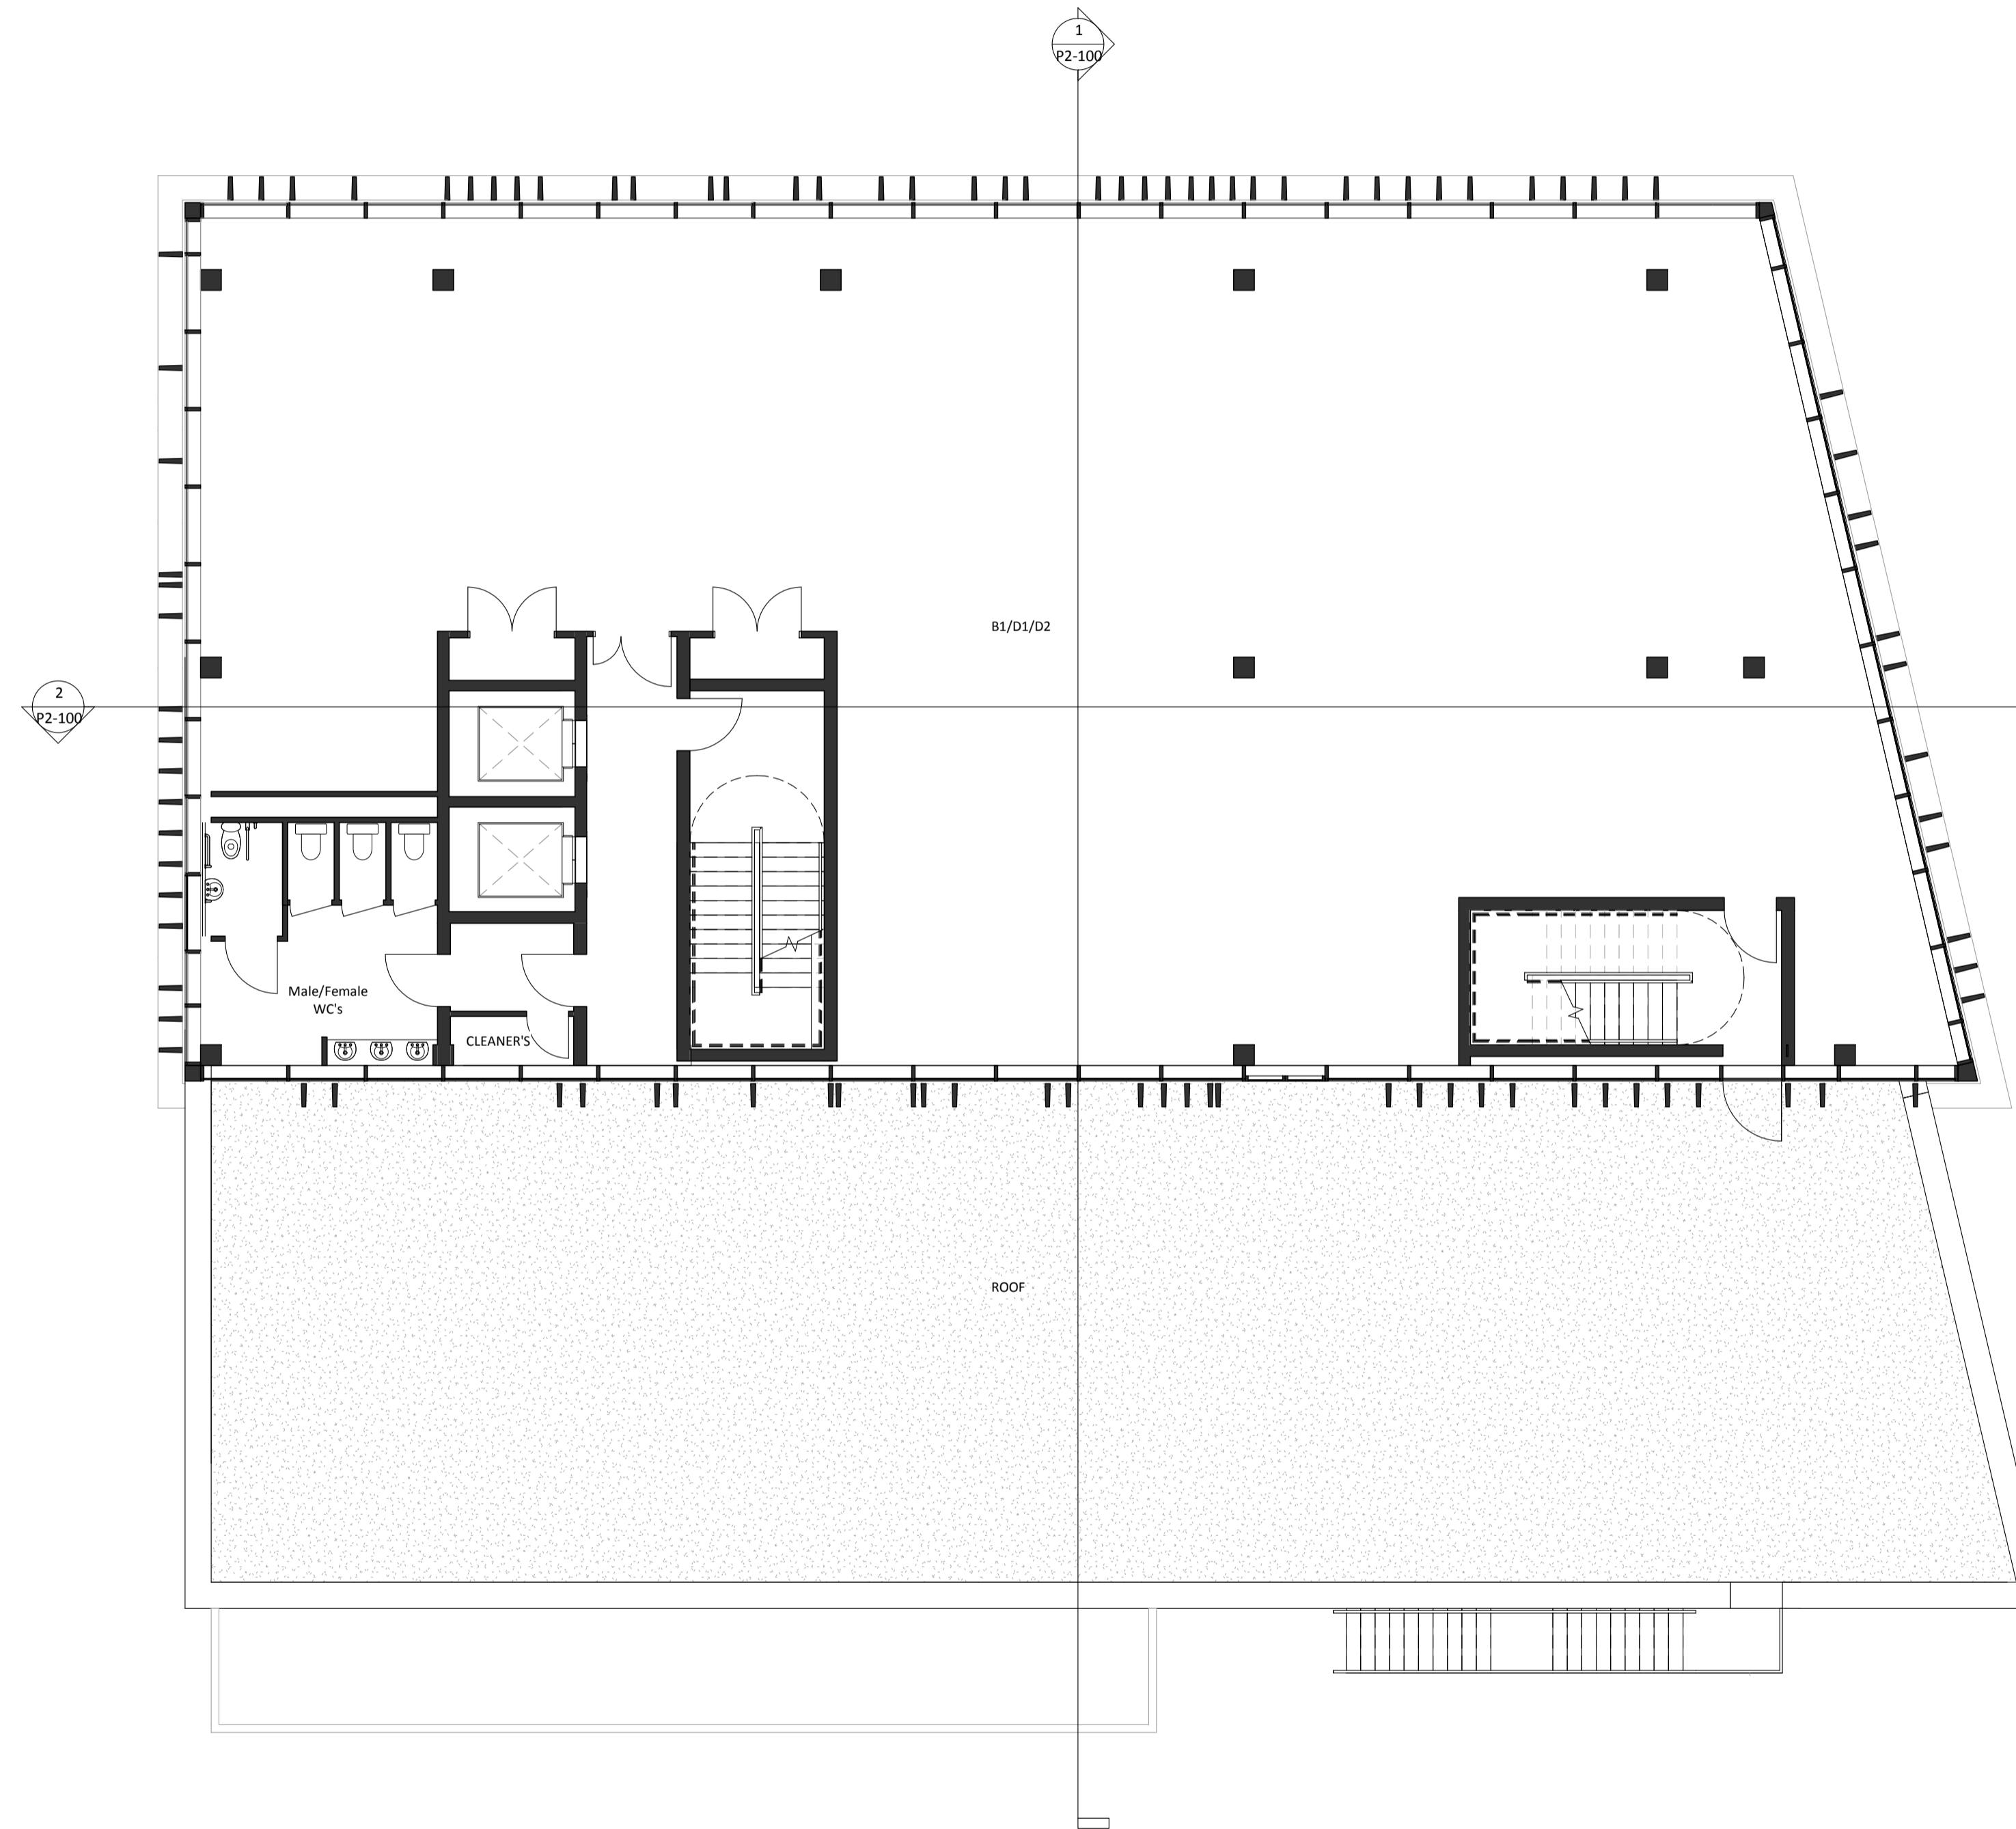 1
P2-100
B1/D1/D2
2
P2-100
Male/Female
WC's
CLEANER'S
ROOF